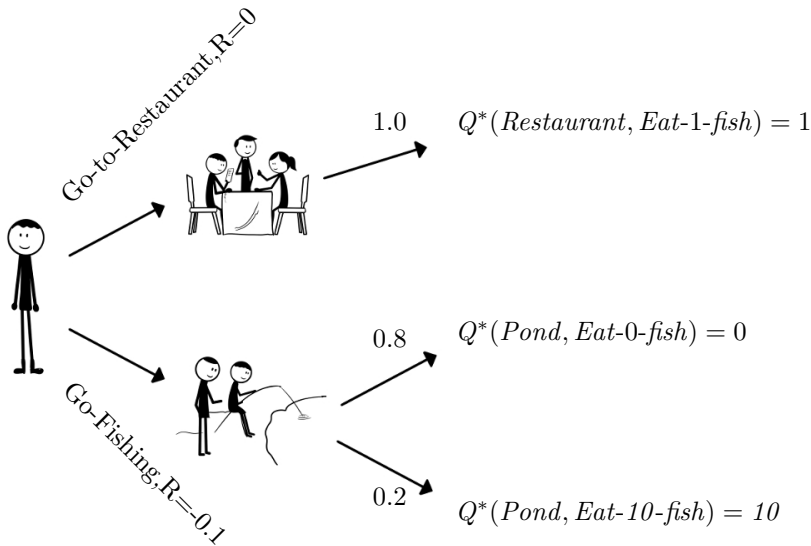 Go-to-Restaurant,R=0
1.0
Q*(Restaurant, Eat-1-fish) = 1
0.8
Q*(Pond, Eat-0-fish) = 0
Go-Fishing,R=-0.1
0.2
Q*(Pond, Eat-10-fish) = 10